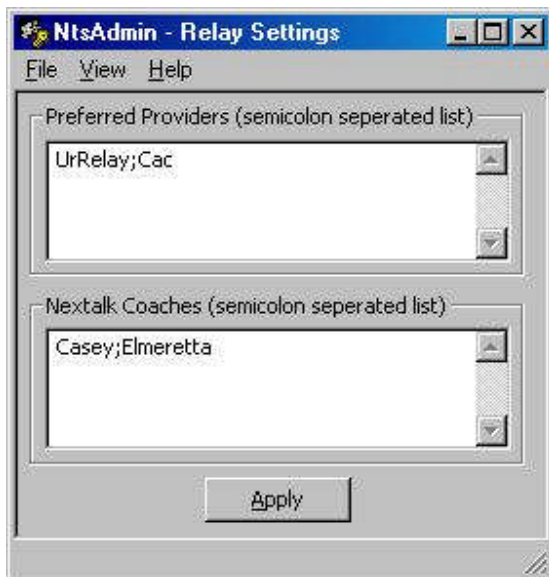 NtsAdmin - Relay Settings
File View Help
Preferred Providers (semicolon seperated list)
UrRelay;Cac
Nextalk Coaches (semicolon seperated list)
Casey;Elmeretta
Apply